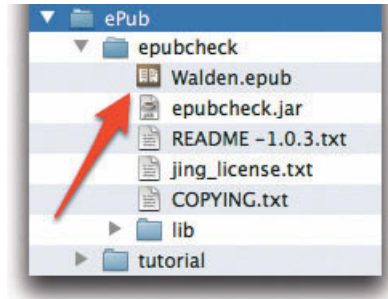 ePub
epubcheck
Walden.epub
epubcheck.jar
README -1.0.3.txt
jing_license.txt
COPYING.txt
lib
tutorial